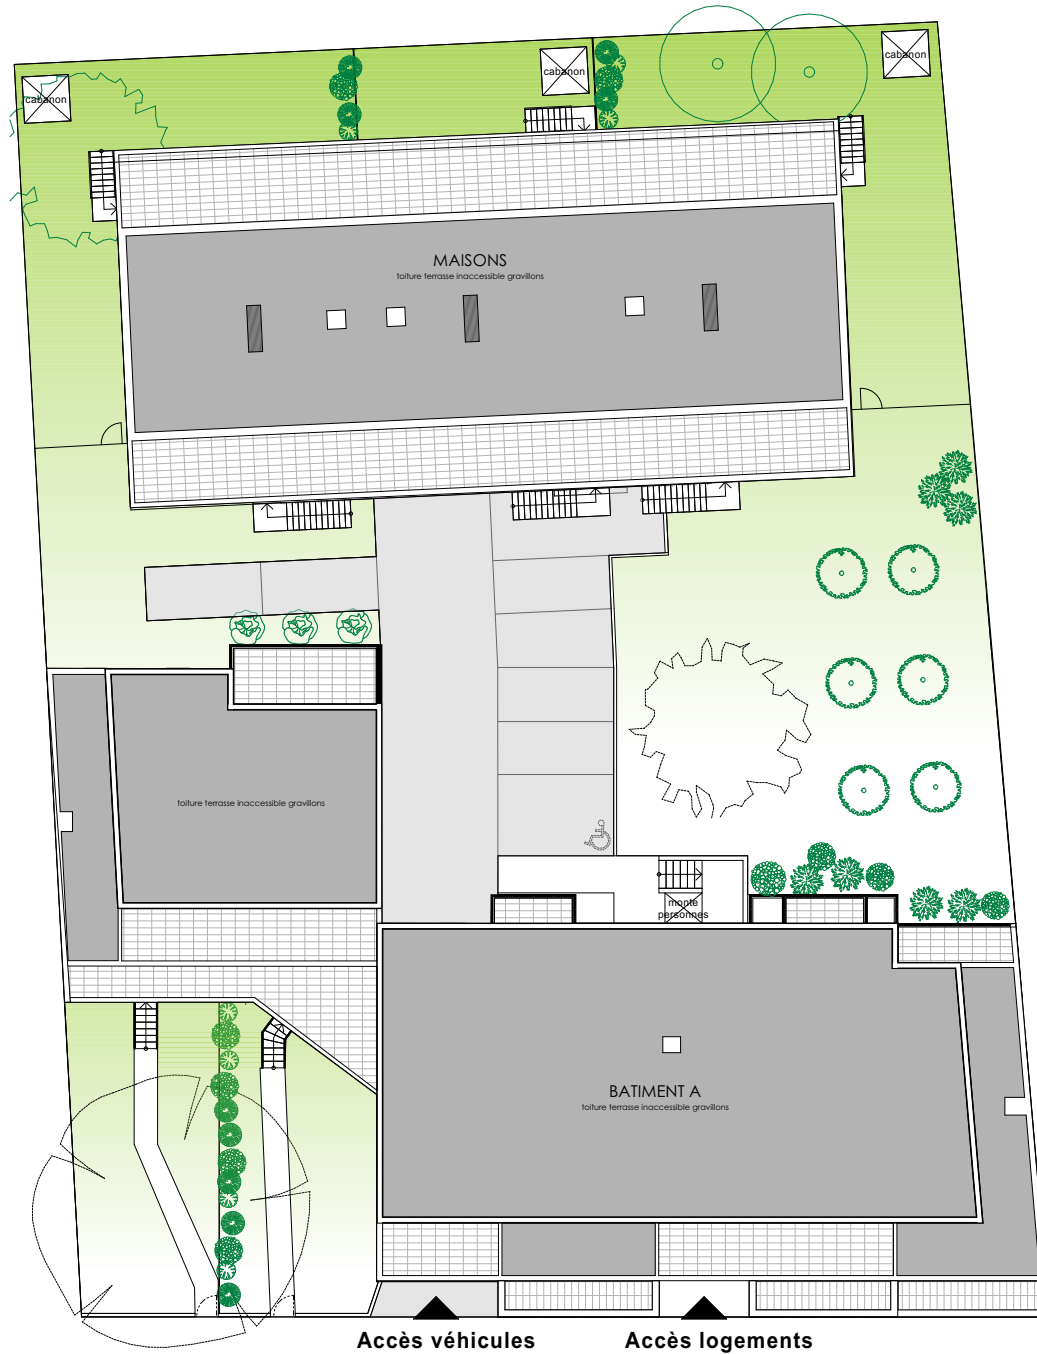 cabanon
cabanon
cabanon
MAISONS
toiture terrasse inaccessible gravillons
toiture terrasse inaccessible gravillons
monte
personnes
BATIMENT A
toiture terrasse inaccessible gravillons
Accès véhicules
Accès logements